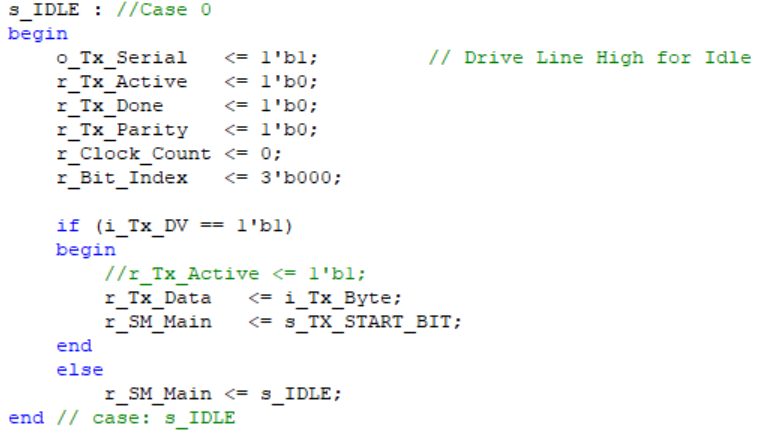 s_IDLE : //Case 0
begin
    o_Tx_Serial   <= 1'b1;         // Drive Line High for Idle
    r_Tx_Active   <= 1'b0;
    r_Tx_Done     <= 1'b0;
    r_Tx_Parity   <= 1'b0;
    r_Clock_Count <= 0;
    r_Bit_Index   <= 3'b000;

    if (i_Tx_DV == 1'b1)
    begin
        //r_Tx_Active <= 1'b1;
        r_Tx_Data   <= i_Tx_Byte;
        r_SM_Main   <= s_TX_START_BIT;
    end
    else
        r_SM_Main <= s_IDLE;
end // case: s_IDLE